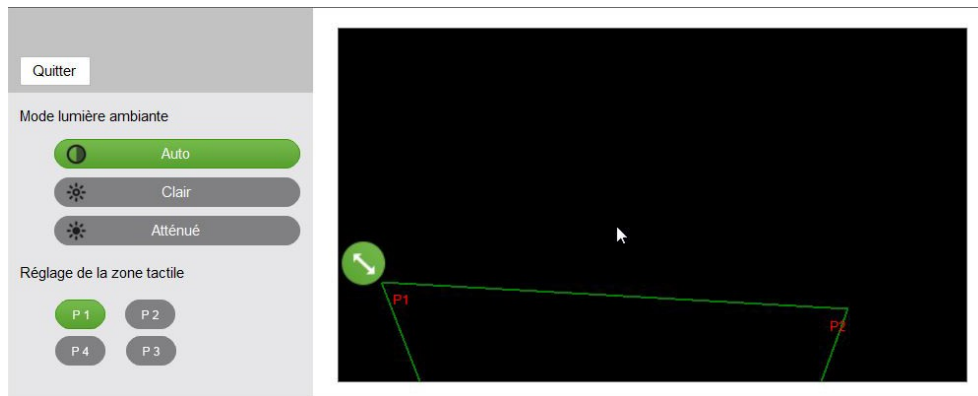 Quitter
Mode lumière ambiante
Auto
Clair
Atténué
Réglage de la zone tactile
P 1 P 2
P 4 P 3
P1
P2